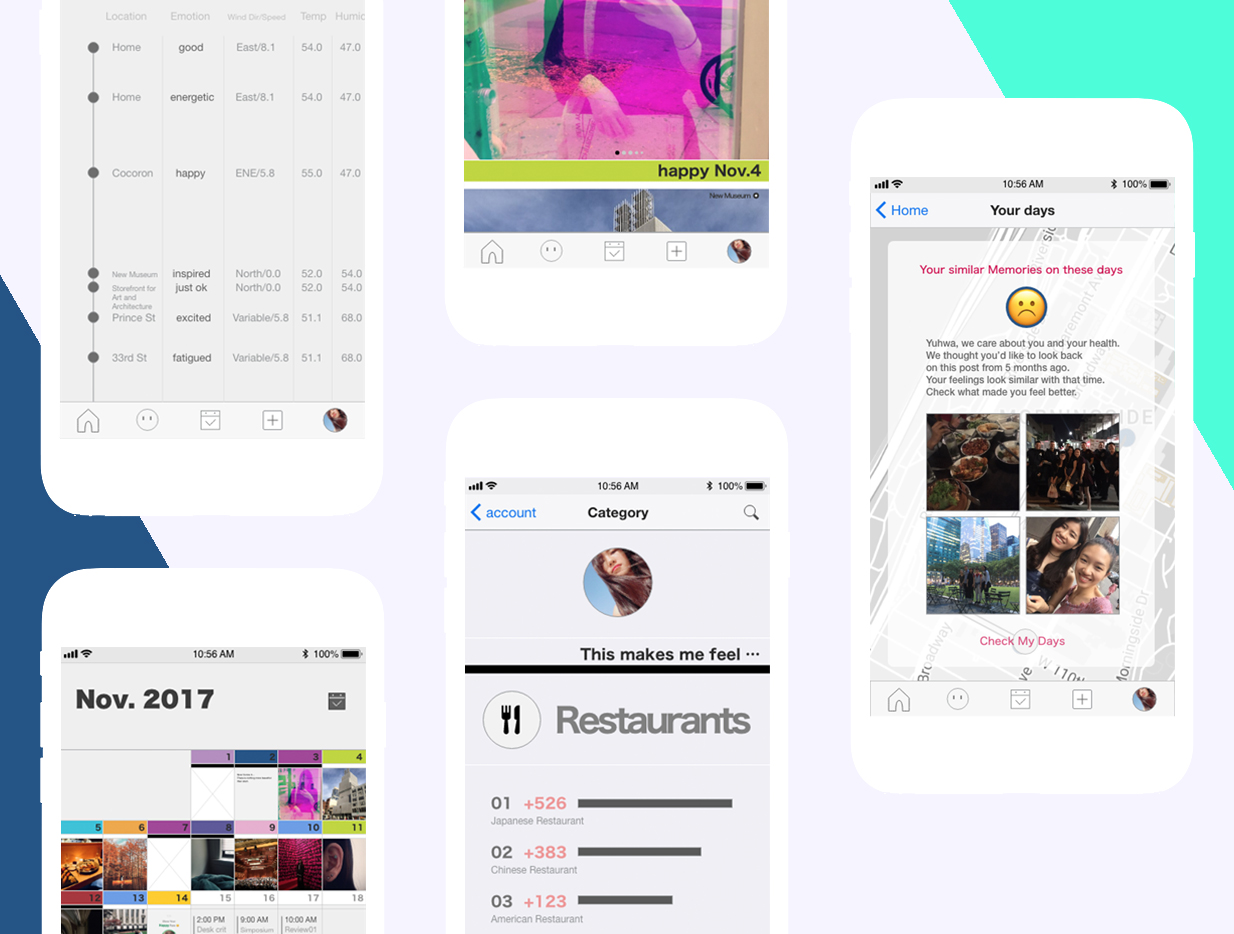 Location Emotion Wind Dir/Speed Temp Humid
Home good East/8.1 54.0 47.0
Home energetic East/8.1 54.0 47.0
Cocoron happy ENE/5.8 55.0 47.0
New Museum inspired North/0.0 52.0 54.0
Storefront for just ok North/0.0 52.0 54.0
Art and
Architecture
Prince St excited Variable/5.8 51.1 68.0
33rd St fatigued Variable/5.8 51.1 68.0
10:56 AM 100%
Nov. 2017
1 2 3 4
5 6 7 8 9 10 11
12 13 14 15 16 17 18
2:00 PM 9:00 AM 10:00 AM
Desk crit Symposium Review01
happy Nov.4
New Museum
10:56 AM 100%
account Category
This makes me feel ···
Restaurants
01 +526
Japanese Restaurant
02 +383
Chinese Restaurant
03 +123
American Restaurant
10:56 AM 100%
Home Your days
Your similar Memories on these days
Yuhwa, we care about you and your health.
We thought you'd like to look back
on this post from 5 months ago.
Your feelings look similar with that time.
Check what made you feel better.
MORNINGSIDE
Check My Days
Broadway
W 110th
Morningside Dr